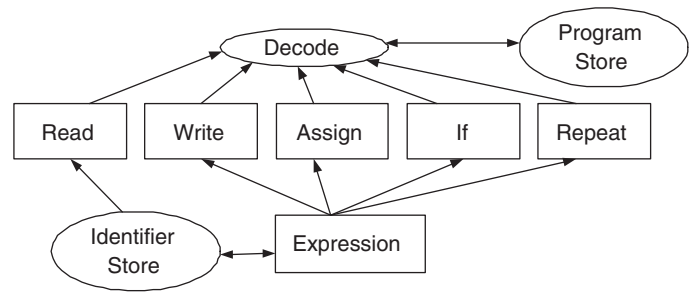 Decode
Program
Store
Read
Write
Assign
If
Repeat
Identifier
Store
Expression